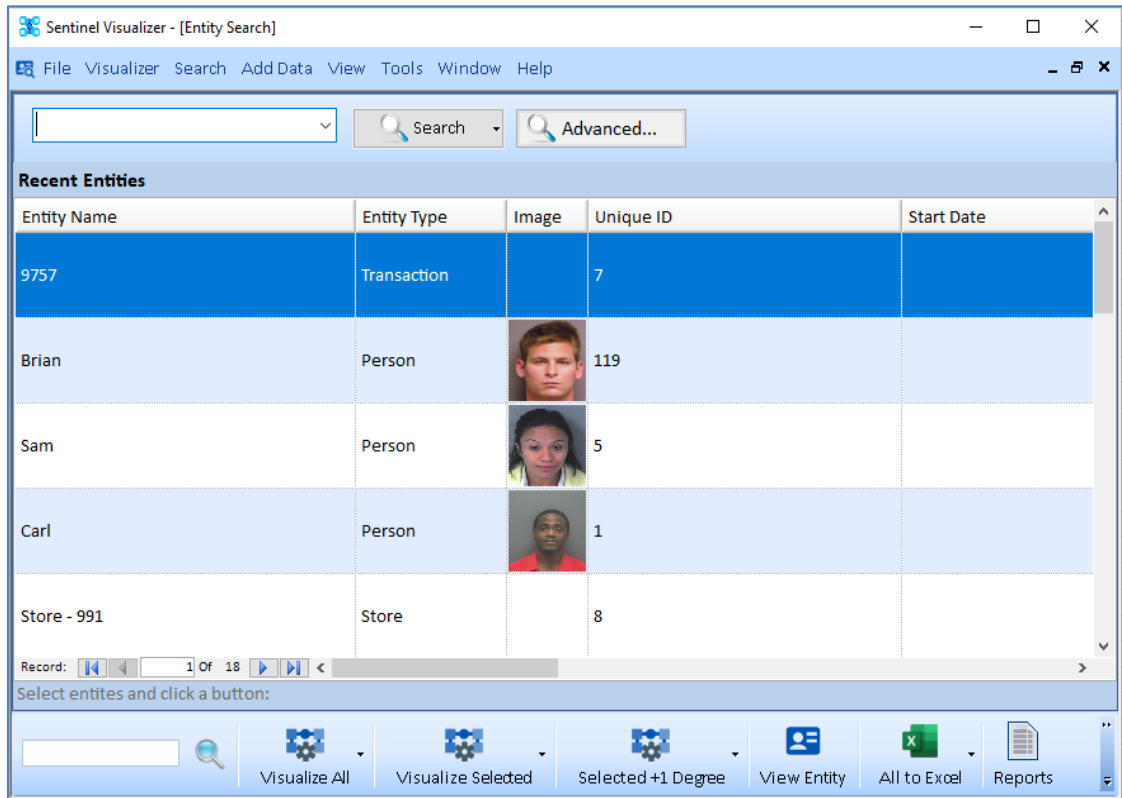 Sentinel Visualizer - [Entity Search]
File Visualizer Search Add Data View Tools Window Help
Search Advanced...
Recent Entities
Entity Name Entity Type Image Unique ID Start Date
9757 Transaction 7
Brian Person 119
Sam Person 5
Carl Person 1
Store - 991 Store 8
Record: 1 Of 18
Select entites and click a button:
Visualize All Visualize Selected Selected +1 Degree View Entity All to Excel Reports